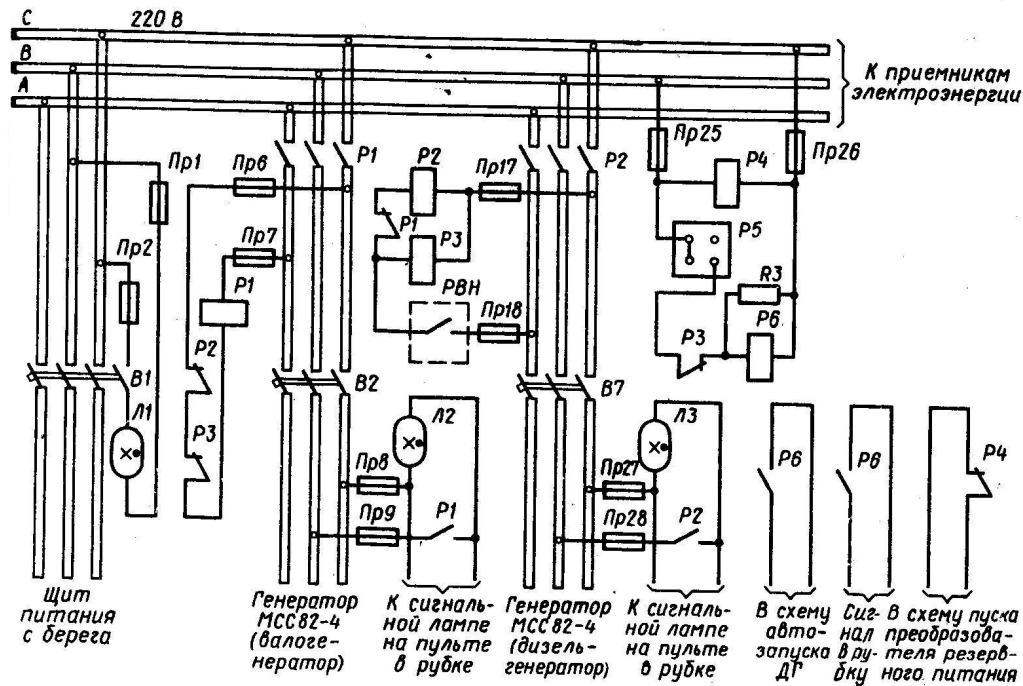 С
220 В
В
А
К приемникам
электроэнергии
Пр1
Пр2
Пр6
Пр7
Р1
Р2
Р3
В1
Л1
Р1
Р2
Р1
Р3
РВН
Пр17
Пр18
В2
Л2
Пр8
Пр9
Р1
Р2
В7
Л3
Пр27
Пр28
Р2
Пр25
Пр26
Р4
Р5
R3
Р6
Р3
Р6
Р6
Р4
Щит
питания
с берега
Генератор
МСС82-4
(валоге-
нератор)
К сигналь-
ной лампе
на пульте
в рубке
Генератор
МСС82-4
(дизель-
генератор)
К сигналь-
ной лампе
на пульте
в рубке
В схему
авто-
запуска
ДГ
Сиг-
нал
в ру-
бку
В схему пуска
преобразова-
теля резерв-
ного питания